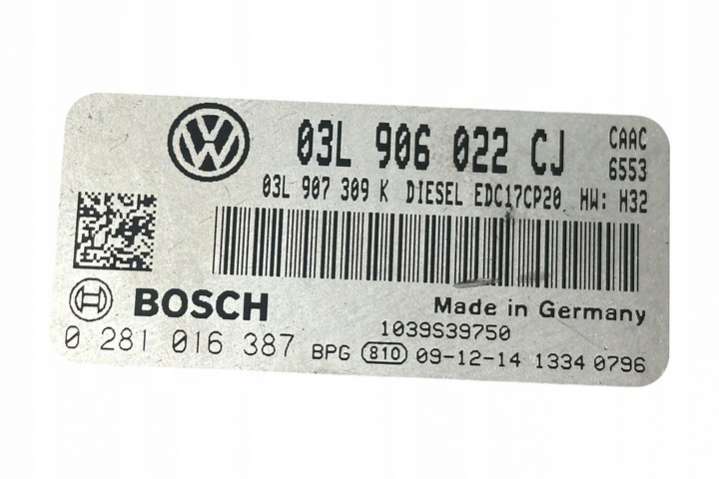 03L 906 022 CJ CAAC
6553
03L 907 309 K DIESEL EDC17CP20 HW: H32
BOSCH Made in Germany
1039S39750
0 281 016 387 BPG 810 09-12-14 1334 0796